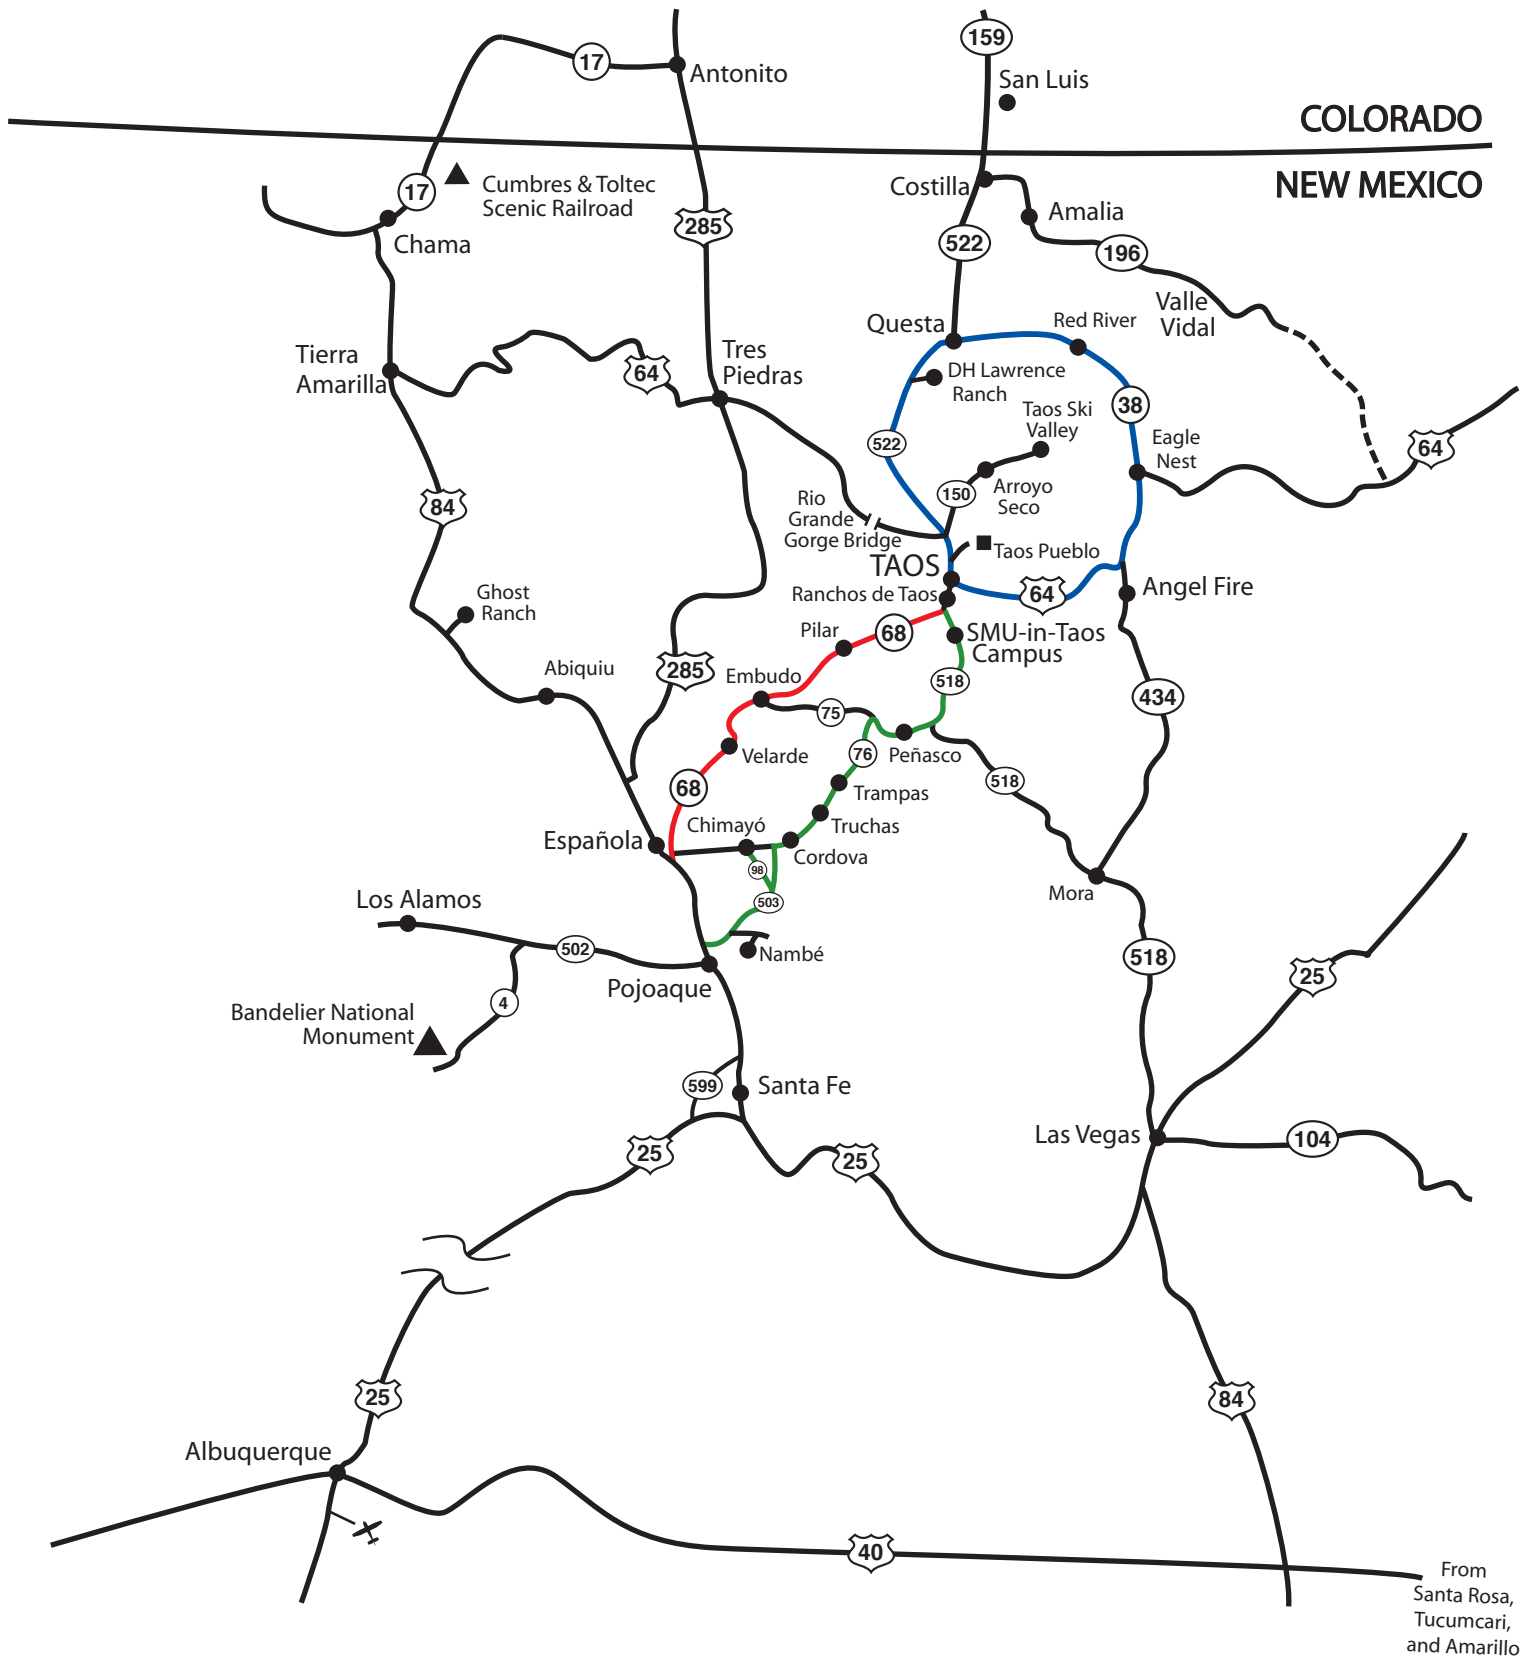 159
17
Antonito
San Luis
COLORADO
NEW MEXICO
17
Cumbres & Toltec
Scenic Railroad
Costilla
Amalia
285
Chama
522
196
Valle
Vidal
Questa
Red River
Tierra
Amarilla
64
Tres
Piedras
DH Lawrence
Ranch
38
Taos Ski
Valley
522
Eagle
Nest
64
84
150
Arroyo
Seco
Rio
Grande
Gorge Bridge
Taos Pueblo
TAOS
Ghost
Ranch
Ranchos de Taos
64
Angel Fire
Pilar
68
SMU-in-Taos
Campus
Abiquiu
285
Embudo
518
434
75
Velarde
76
Peñasco
68
518
Trampas
Chimayó
Truchas
Española
Cordova
98
Mora
Los Alamos
503
502
Nambé
518
25
Pojoaque
4
Bandelier National
Monument
599
Santa Fe
25
25
Las Vegas
104
25
84
Albuquerque
40
From
Santa Rosa,
Tucumcari,
and Amarillo